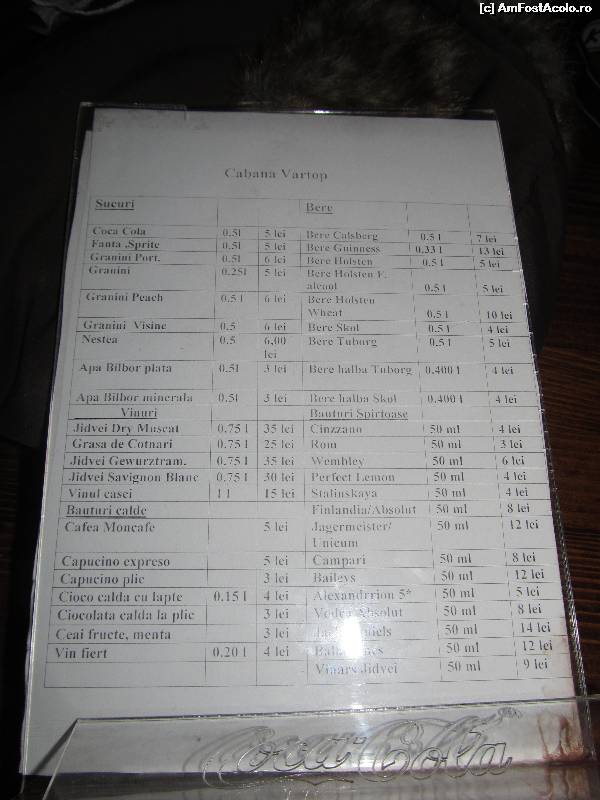 (c) AmFostAcolo.ro
Cabana Vartop
Sucuri Bere
Coca Cola 0.5l 5 lei Bere Calsberg 0.5 l 7 lei
Fanta ,Sprite 0.5l 5 lei Bere Guinness 0,33 l 13 lei
Granini Port. 0.5l 6 lei Bere Holsten 0.5 l 5 lei
Granini 0.25l 5 lei Bere Holsten F.
alcool 0.5 l 5 lei
Granini Peach 0.5 l 6 lei Bere Holsten
Wheat 0.5 l 10 lei
Granini Visine 0.5 6 lei Bere Skol 0.5 l 4 lei
Nestea 0.5 6,00 Bere Tuborg 0.5 l 5 lei
lei
Apa Bilbor plata 0.5l 3 lei Bere halba Tuborg 0.400 l 4 lei
Apa Bilbor minerala 0.5l 3 lei Bere halba Skol 0.400 l 4 lei
Vinuri Bauturi Spirtoase
Jidvei Dry Muscat 0.75 l 35 lei Cinzzano 50 ml 4 lei
Grasa de Cotnari 0.75 l 25 lei Rom 50 ml 3 lei
Jidvei Gewurztram. 0.75 l 35 lei Wembley 50 ml 6 lei
Jidvei Savignon Blanc 0,75 l 30 lei Perfect Lemon 50 ml 4 lei
Vinul casei 1 l 15 lei Stalinskaya 50 ml 4 lei
Bauturi calde Finlandia/Absolut 50 ml 8 lei
Cafea Moncafe 5 lei Jagermeister/ 50 ml 12 lei
Unicum
Capucino expreso 5 lei Campari 50 ml 8 lei
Capucino plic 3 lei Baileys 50 ml 12 lei
Cioco calda cu lapte 0.15 l 4 lei Alexandrrion 5* 50 ml 5 lei
Ciocolata calda la plic 3 lei Vodca Absolut 50 ml 8 lei
Ceai fructe, menta 3 lei 50 ml 14 lei
Vin fiert 0.20 l 4 lei 50 ml 12 lei
Vinars Jidvei 50 ml 9 lei
Coca-Cola